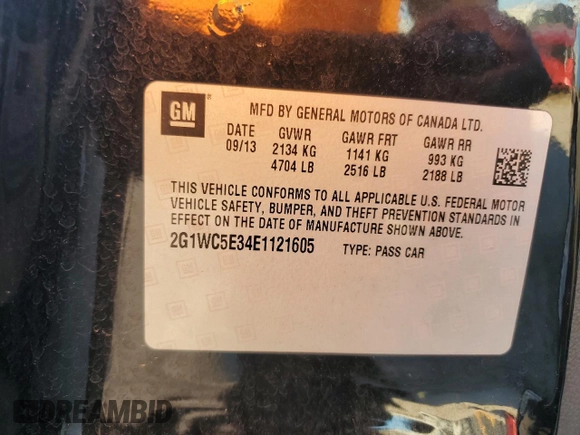 GM
MFD BY GENERAL MOTORS OF CANADA LTD.
DATE GVWR GAWR FRT GAWR RR
09/13 2134 KG 1141 KG 993 KG
4704 LB 2516 LB 2188 LB
THIS VEHICLE CONFORMS TO ALL APPLICABLE U.S. FEDERAL MOTOR
VEHICLE SAFETY, BUMPER, AND THEFT PREVENTION STANDARDS IN
EFFECT ON THE DATE OF MANUFACTURE SHOWN ABOVE.
2G1WC5E34E1121605 TYPE: PASS CAR
DREAMBID